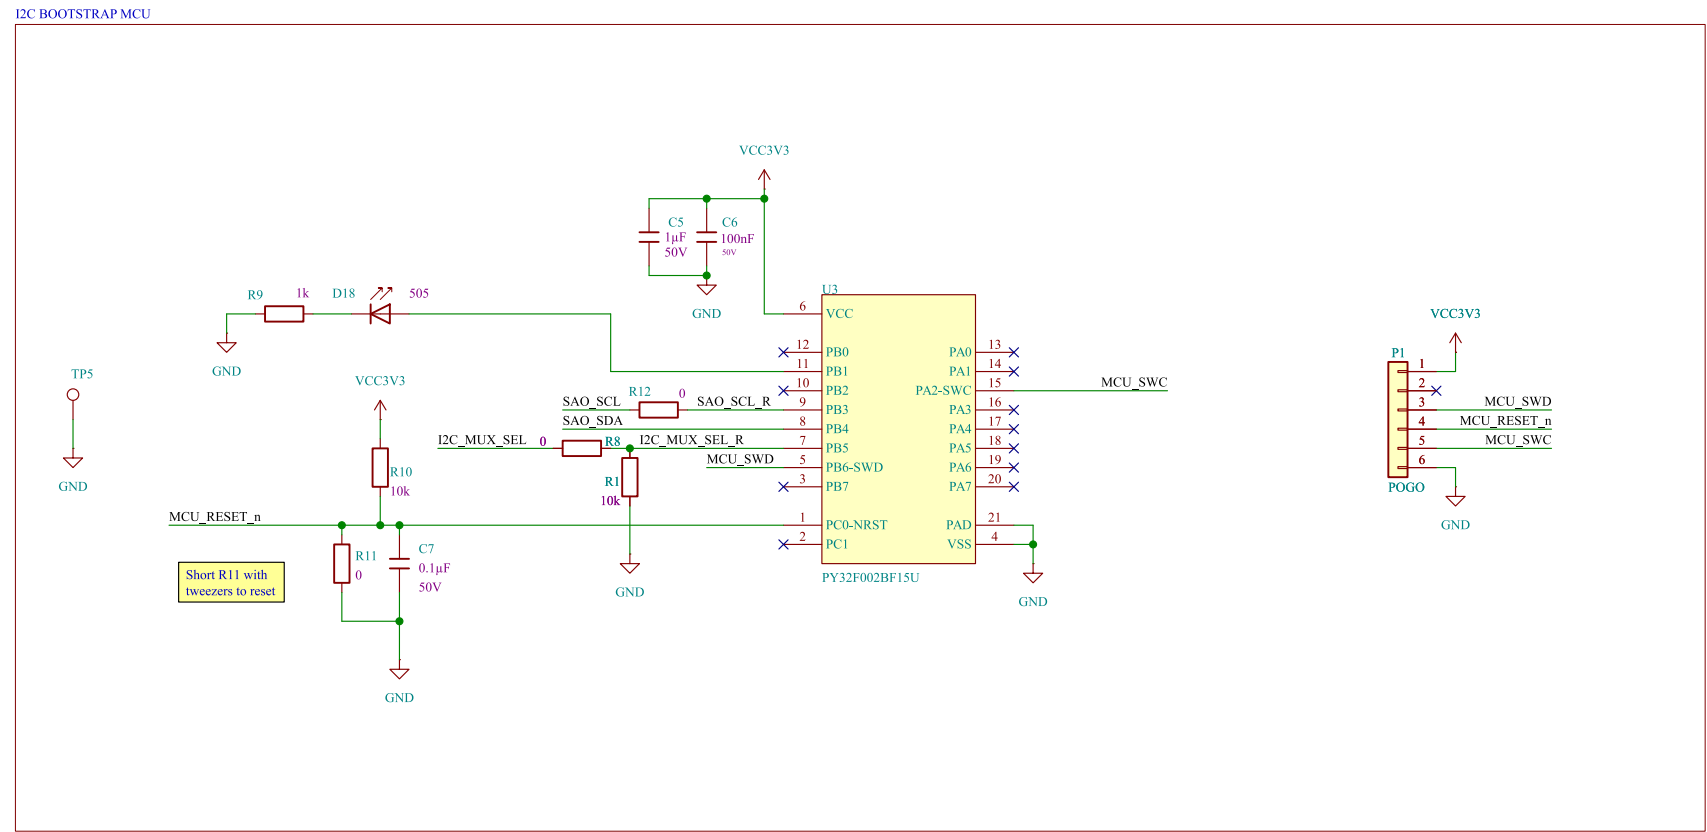 I2C BOOTSTRAP MCU
VCC3V3
C5
1µF
50V
C6
100nF
50V
GND
R9
1k
D18
505
GND
TP5
GND
VCC3V3
R10
10k
MCU_RESET_n
R11
0
C7
0.1µF
50V
Short R11 with
tweezers to reset
GND
SAO_SCL
R12
0
SAO_SCL_R
SAO_SDA
I2C_MUX_SEL
0
R8
I2C_MUX_SEL_R
MCU_SWD
R1
10k
GND
U3
6 VCC
12 PB0
11 PB1
10 PB2
9 PB3
8 PB4
7 PB5
5 PB6-SWD
3 PB7
1 PC0-NRST
2 PC1
PA0 13
PA1 14
PA2-SWC 15
PA3 16
PA4 17
PA5 18
PA6 19
PA7 20
PAD 21
VSS 4
PY32F002BF15U
MCU_SWC
GND
VCC3V3
P1
1
2
3 MCU_SWD
4 MCU_RESET_n
5 MCU_SWC
6
POGO
GND